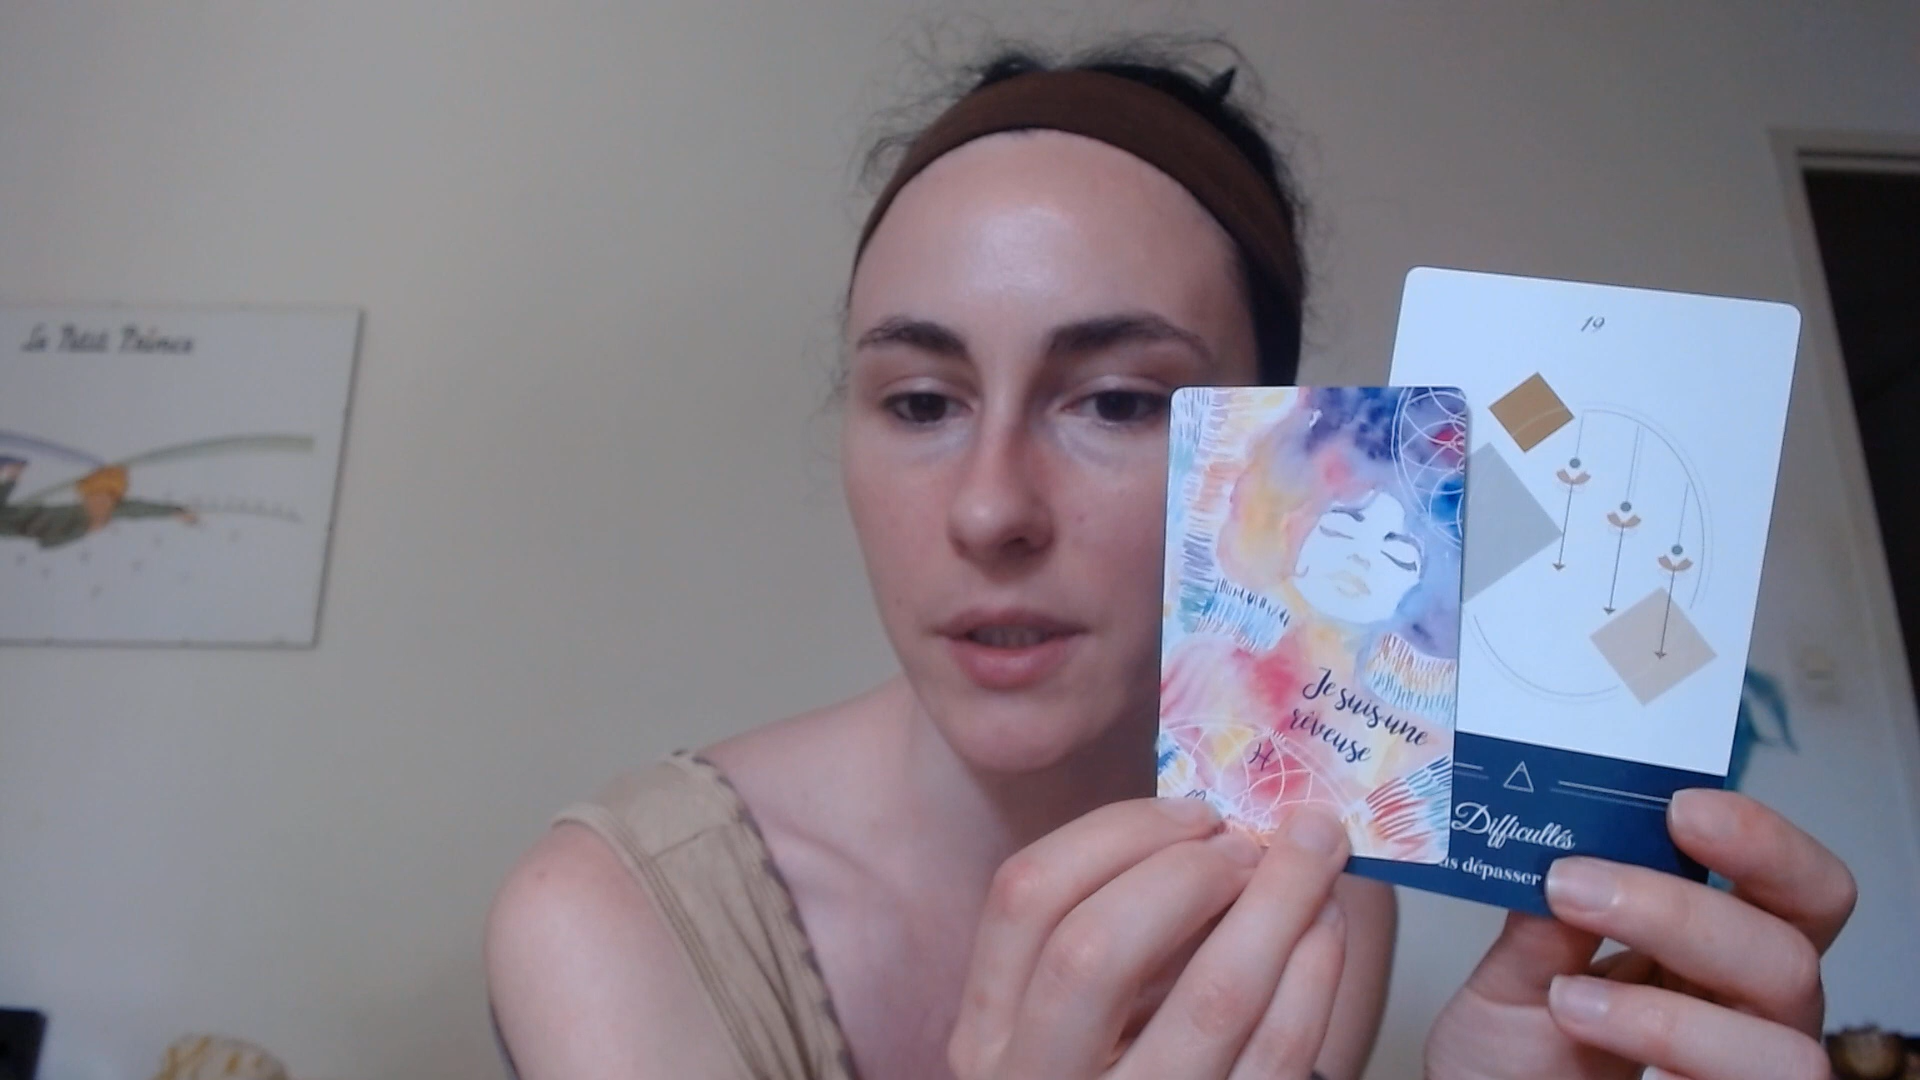 Le Petit Prince
19
Je suis une
rêveuse
Difficultés
dépasser